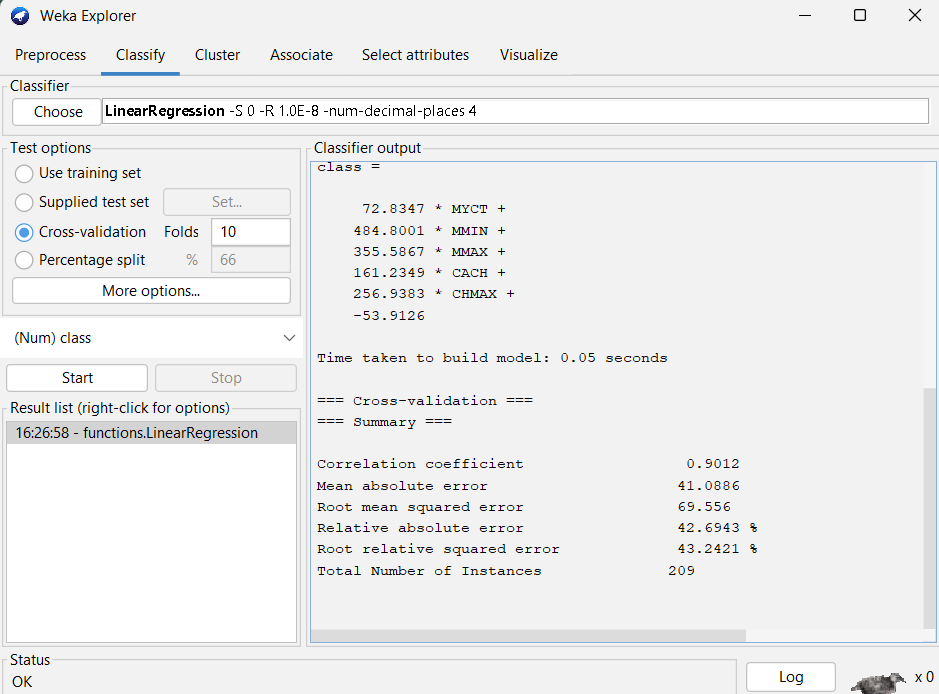 Weka Explorer
Preprocess Classify Cluster Associate Select attributes Visualize
Classifier
Choose LinearRegression -S 0 -R 1.0E-8 -num-decimal-places 4
Test options
Use training set
Supplied test set Set...
Cross-validation Folds 10
Percentage split % 66
More options...
(Num) class
Start Stop
Result list (right-click for options)
16:26:58 - functions.LinearRegression
Classifier output
class =
72.8347 * MYCT +
484.8001 * MMIN +
355.5867 * MMAX +
161.2349 * CACH +
256.9383 * CHMAX +
-53.9126
Time taken to build model: 0.05 seconds
=== Cross-validation ===
=== Summary ===
Correlation coefficient 0.9012
Mean absolute error 41.0886
Root mean squared error 69.556
Relative absolute error 42.6943 %
Root relative squared error 43.2421 %
Total Number of Instances 209
Status
OK
Log x 0